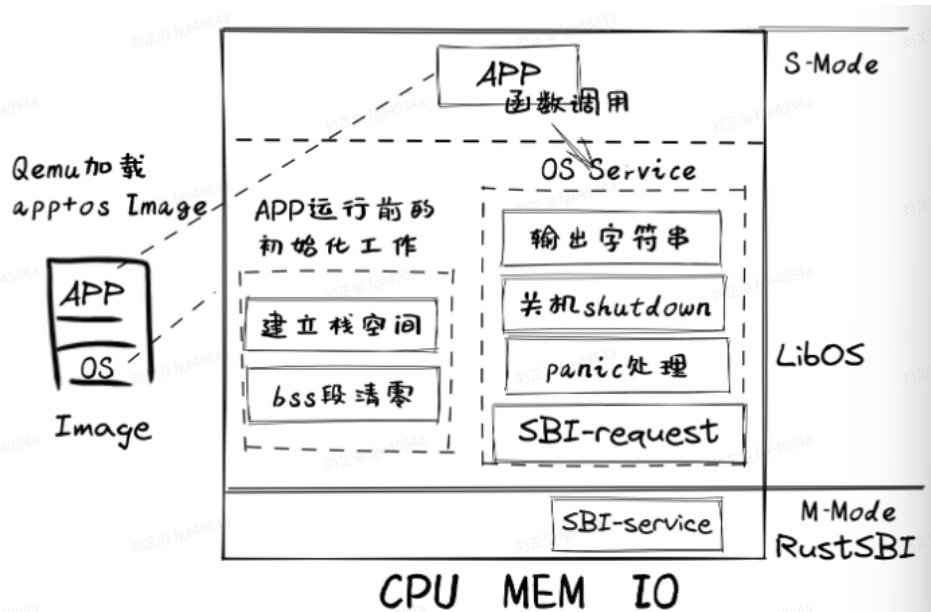 S-Mode
APP
函数调用
Qemu加载
app+os Image
OS Service
APP运行前的
初始化工作
输出字符串
APP
关机shutdown
建立栈空间
panic处理
LibOS
OS
bss段清零
Image
SBI-request
SBI-service
M-Mode
RustSBI
CPU MEM IO